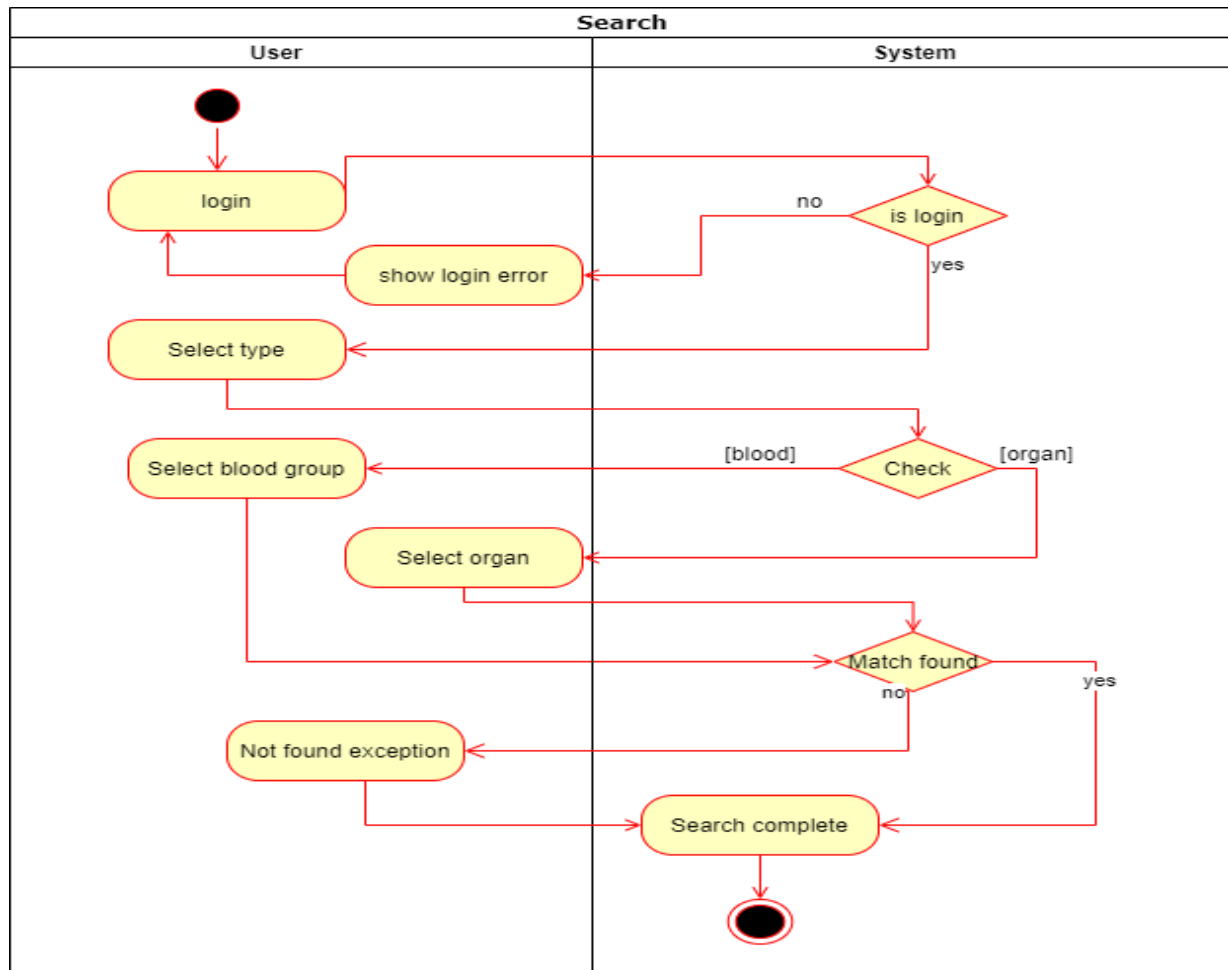 Search
User
System
login
no
is login
show login error
yes
Select type
Select blood group
[blood]
Check
[organ]
Select organ
Match found
no
yes
Not found exception
Search complete